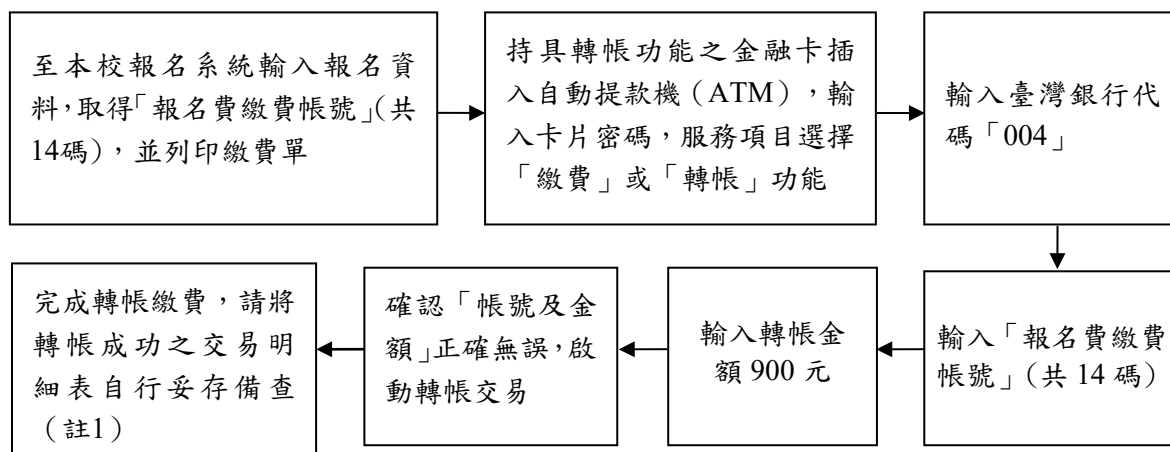 至本校報名系統輸入報名資
料,取得「報名費繳費帳號」(共
14碼)，並列印繳費單
持具轉帳功能之金融卡插
入自動提款機（ATM），輸
入卡片密碼，服務項目選擇
「繳費」或「轉帳」功能
輸入臺灣銀行代
碼「004」
輸入「報名費繳費
帳號」(共 14 碼)
輸入轉帳金
額 900 元
確認「帳號及金
額」正確無誤,啟
動轉帳交易
完成轉帳繳費，請將
轉帳成功之交易明
細表自行妥存備查
（註1）